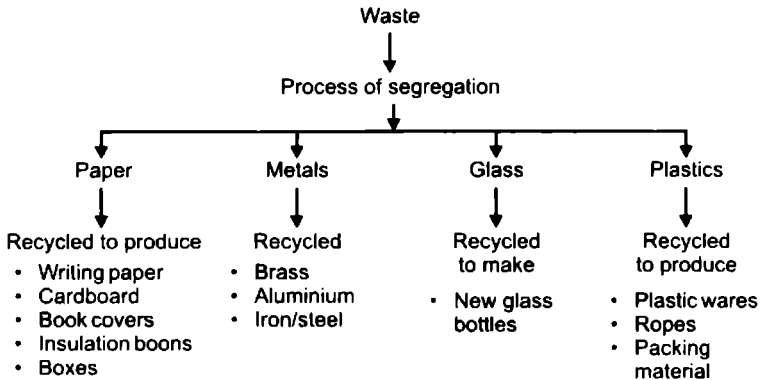 Waste
Process of segregation
Paper
Metals
Glass
Plastics
Recycled to produce
• Writing paper
• Cardboard
• Book covers
• Insulation boons
• Boxes
Recycled
• Brass
• Aluminium
• Iron/steel
Recycled
to make
• New glass
bottles
Recycled
to produce
• Plastic wares
• Ropes
• Packing
material